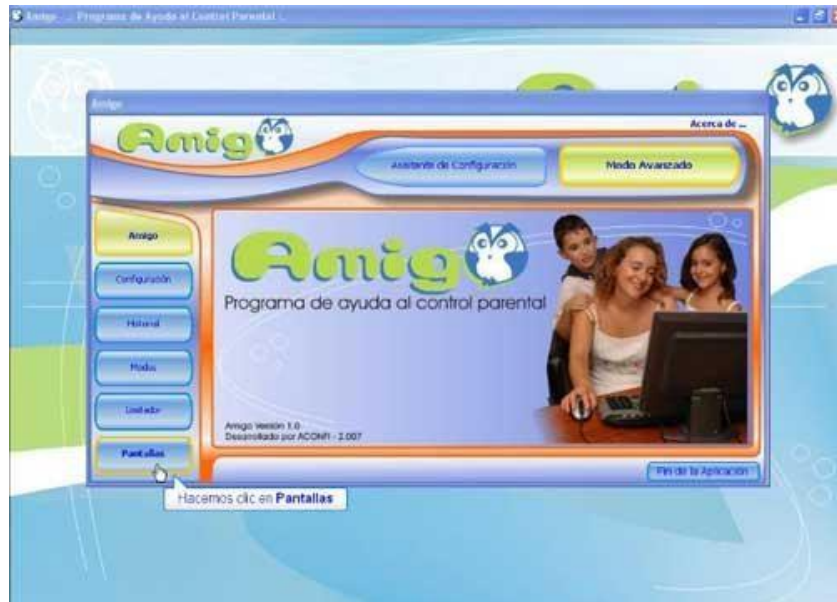 Amigo .:. Programa de Ayuda al Control Parental .:.
Amigo
Amigo
Acerca de ...
Asistente de Configuración
Modo Avanzado
Amigo
Configuración
Historial
Modos
Limitador
Pantallas
Amigo
Programa de ayuda al control parental
Amigo Versión 1.0
Desarrollado por ACONFI - 2.007
Fin de la Aplicación
Hacemos clic en Pantallas